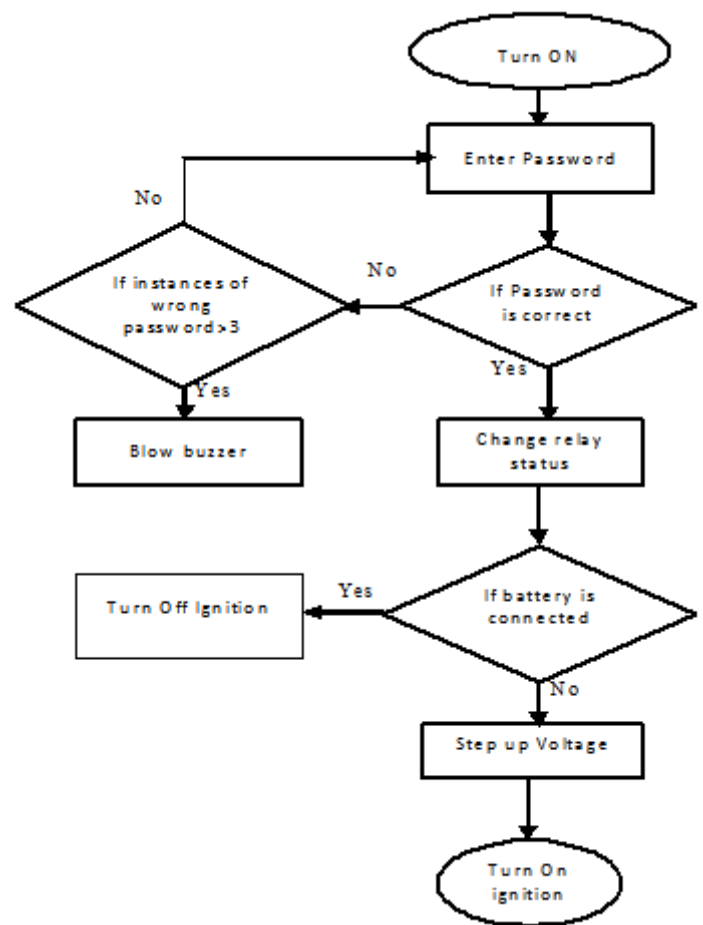 Turn ON
Enter Password
No
If instances of
wrong
password>3
No
If Password
is correct
Yes
Yes
Blow buzzer
Change relay
status
Turn Off Ignition
Yes
If battery is
connected
No
Step up Voltage
Turn On
ignition